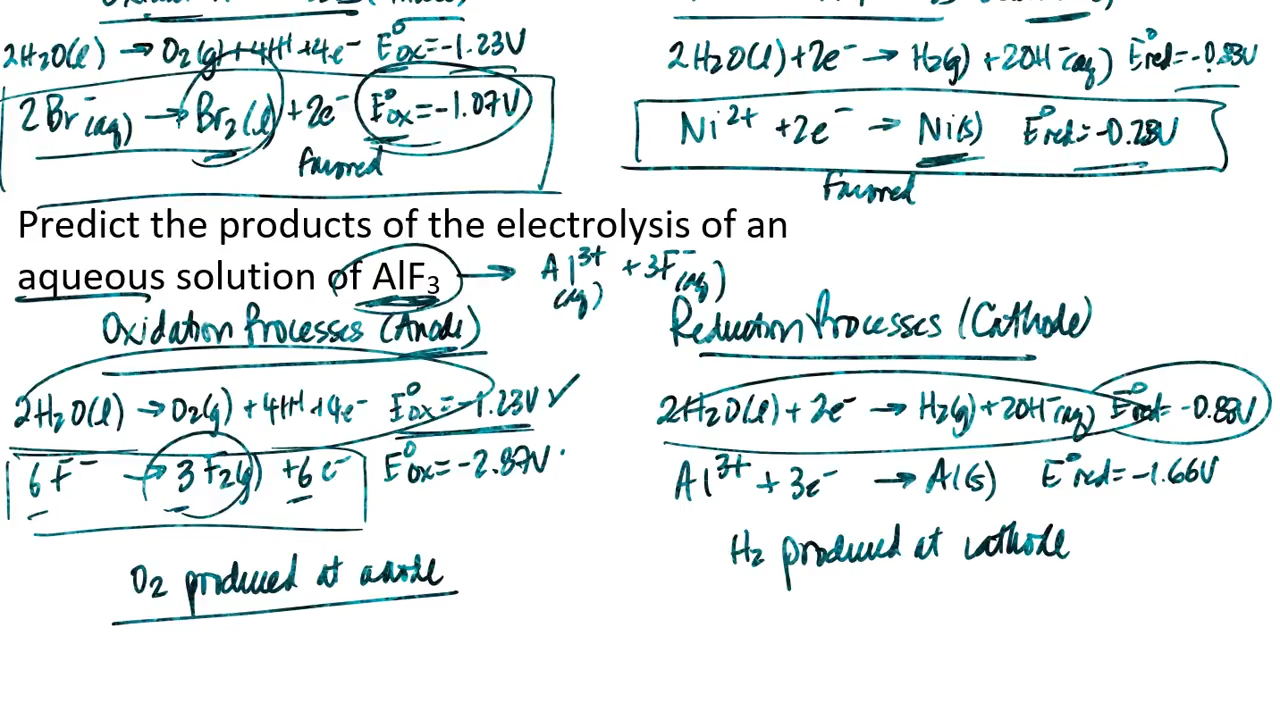 2H₂O(l) → O₂(g) + 4H⁺ + 4e⁻ E°ox = -1.23V
2H₂O(l) + 2e⁻ → H₂(g) + 2OH⁻(aq) E°red = -0.83V
2Br⁻(aq) → Br₂(l) + 2e⁻ E°ox = -1.07V
favored
Ni²⁺ + 2e⁻ → Ni(s) E°red = -0.28V
favored
Predict the products of the electrolysis of an
aqueous solution of AlF₃ → Al³⁺(aq) + 3F⁻(aq)
Oxidation Processes (Anode)
Reduction Processes (Cathode)
2H₂O(l) → O₂(g) + 4H⁺ + 4e⁻ E°ox = -1.23V ✓
2H₂O(l) + 2e⁻ → H₂(g) + 2OH⁻(aq) E°red = -0.83V
6F⁻ → 3F₂(g) + 6e⁻ E°ox = -2.87V
Al³⁺ + 3e⁻ → Al(s) E°red = -1.66V
O₂ produced at anode
H₂ produced at cathode